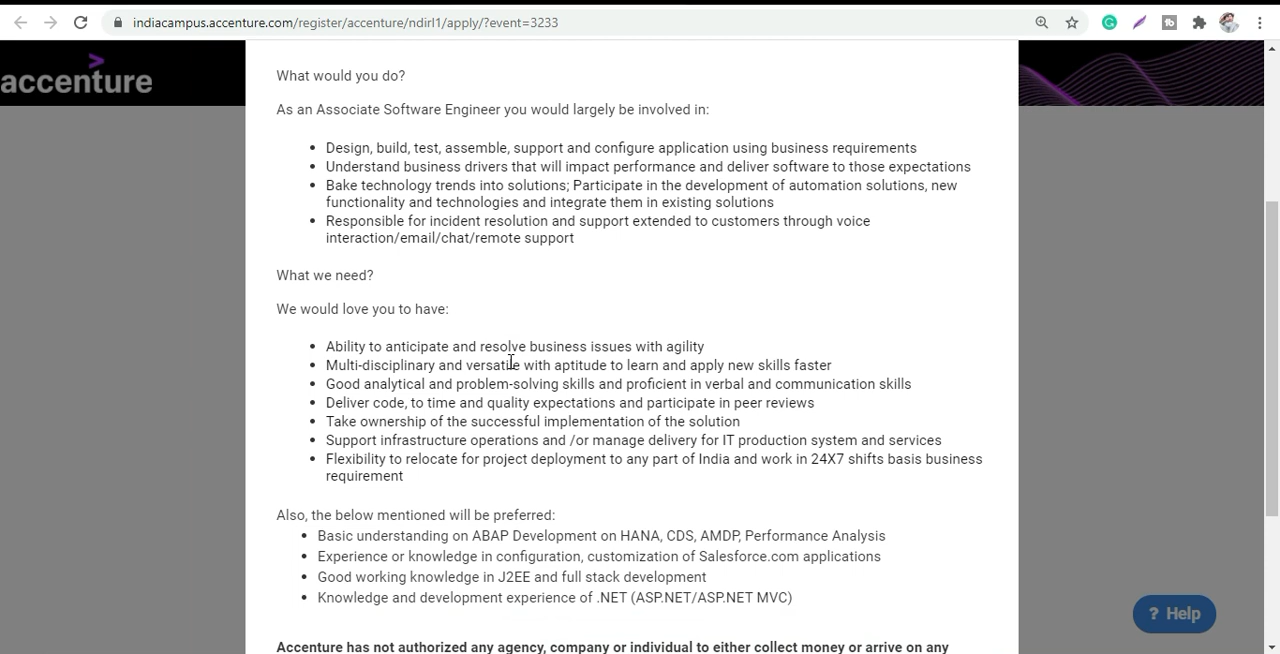 indiacampus.accenture.com/register/accenture/ndirl1/apply/?event=3233
accenture
What would you do?
As an Associate Software Engineer you would largely be involved in:
• Design, build, test, assemble, support and configure application using business requirements
• Understand business drivers that will impact performance and deliver software to those expectations
• Bake technology trends into solutions; Participate in the development of automation solutions, new
functionality and technologies and integrate them in existing solutions
• Responsible for incident resolution and support extended to customers through voice
interaction/email/chat/remote support
What we need?
We would love you to have:
• Ability to anticipate and resolve business issues with agility
• Multi-disciplinary and versatile with aptitude to learn and apply new skills faster
• Good analytical and problem-solving skills and proficient in verbal and communication skills
• Deliver code, to time and quality expectations and participate in peer reviews
• Take ownership of the successful implementation of the solution
• Support infrastructure operations and /or manage delivery for IT production system and services
• Flexibility to relocate for project deployment to any part of India and work in 24X7 shifts basis business
requirement
Also, the below mentioned will be preferred:
• Basic understanding on ABAP Development on HANA, CDS, AMDP, Performance Analysis
• Experience or knowledge in configuration, customization of Salesforce.com applications
• Good working knowledge in J2EE and full stack development
• Knowledge and development experience of .NET (ASP.NET/ASP.NET MVC)
? Help
Accenture has not authorized any agency, company or individual to either collect money or arrive on any